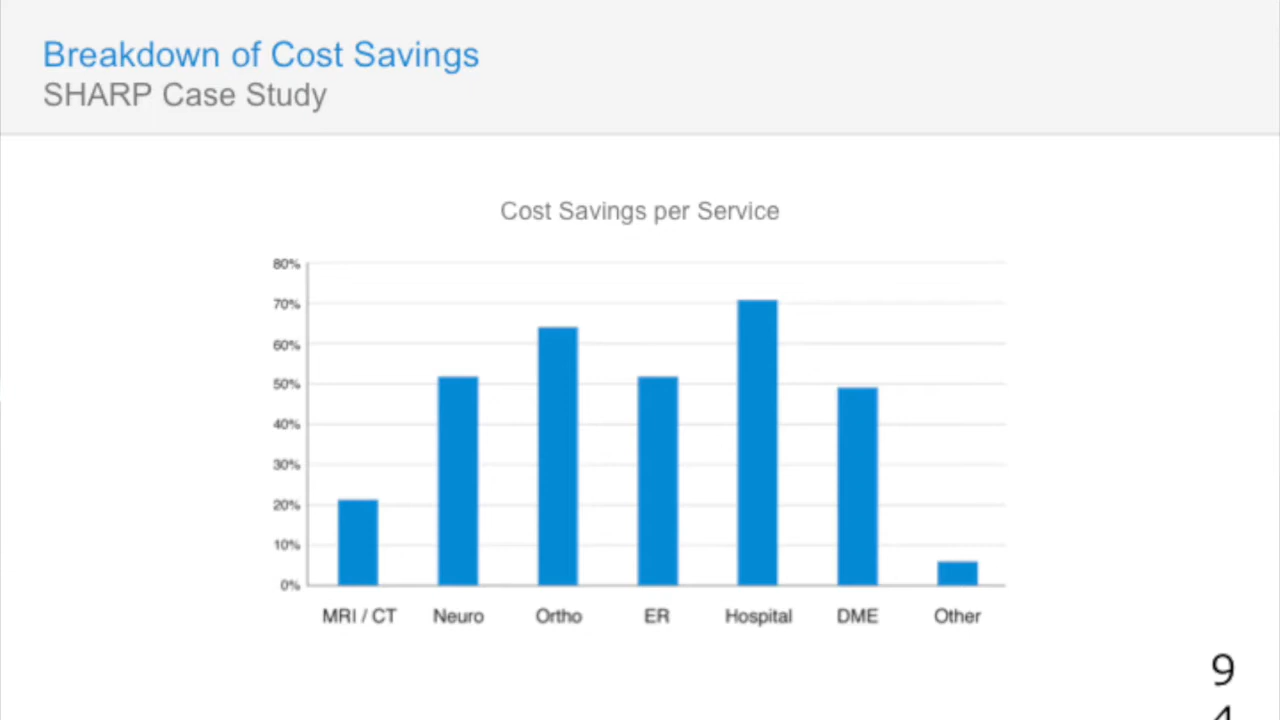 Breakdown of Cost Savings
SHARP Case Study
Cost Savings per Service
80%
70%
60%
50%
40%
30%
20%
10%
0%
MRI / CT Neuro Ortho ER Hospital DME Other
9
4